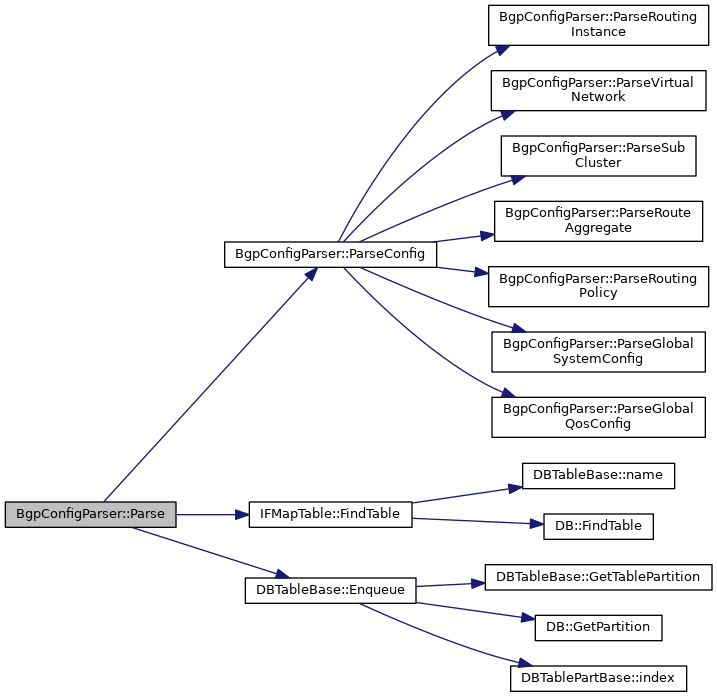 BgpConfigParser::ParseRouting
Instance
BgpConfigParser::ParseVirtual
Network
BgpConfigParser::ParseSub
Cluster
BgpConfigParser::ParseRoute
Aggregate
BgpConfigParser::ParseConfig
BgpConfigParser::ParseRouting
Policy
BgpConfigParser::ParseGlobal
SystemConfig
BgpConfigParser::ParseGlobal
QosConfig
DBTableBase::name
BgpConfigParser::Parse
IFMapTable::FindTable
DB::FindTable
DBTableBase::GetTablePartition
DBTableBase::Enqueue
DB::GetPartition
DBTablePartBase::index